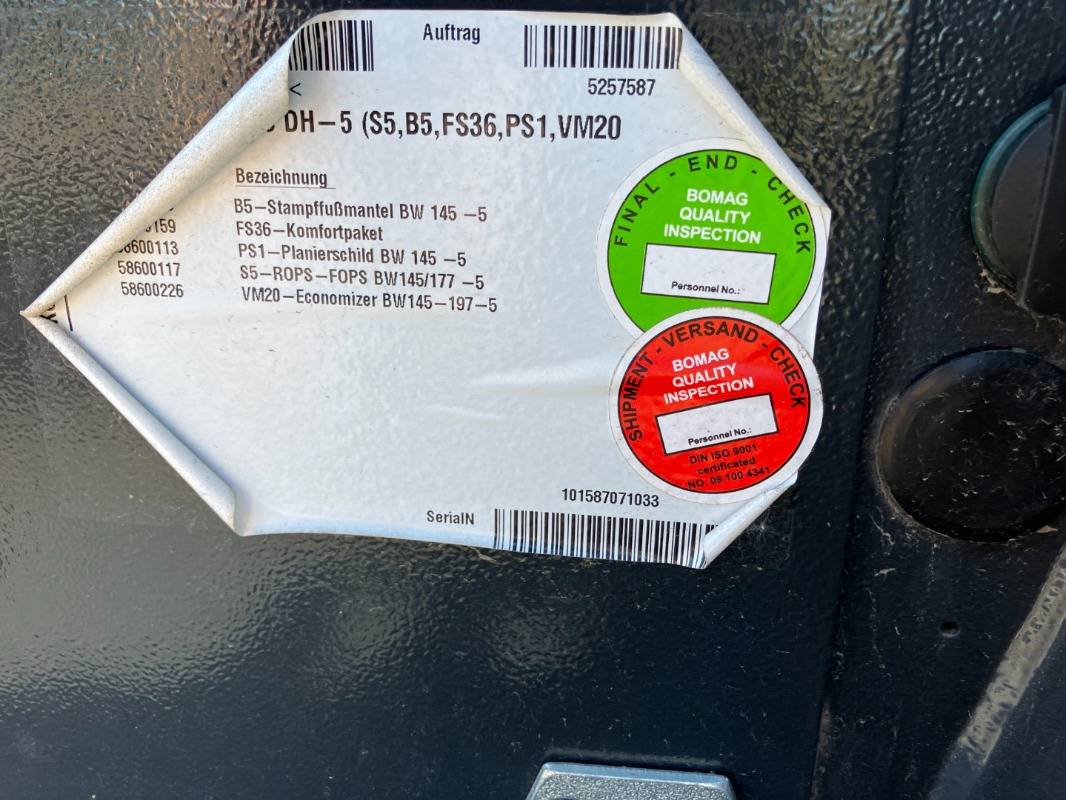 Auftrag
5257587
<
DH-5 (S5,B5,FS36,PS1,VM20
Bezeichnung
B5-Stampffußmantel BW 145 -5
159 FS36-Komfortpaket
58600113 PS1-Planierschild BW 145 -5
58600117 S5-ROPS-FOPS BW145/177 -5
58600226 VM20-Economizer BW145-197-5
FINAL - END - CHECK
BOMAG
QUALITY
INSPECTION
Personnel No.:
SHIPMENT - VERSAND - CHECK
BOMAG
QUALITY
INSPECTION
Personnel No.:
DIN ISO 9001
certificated
NO. 09 100 4341
101587071033
SerialN